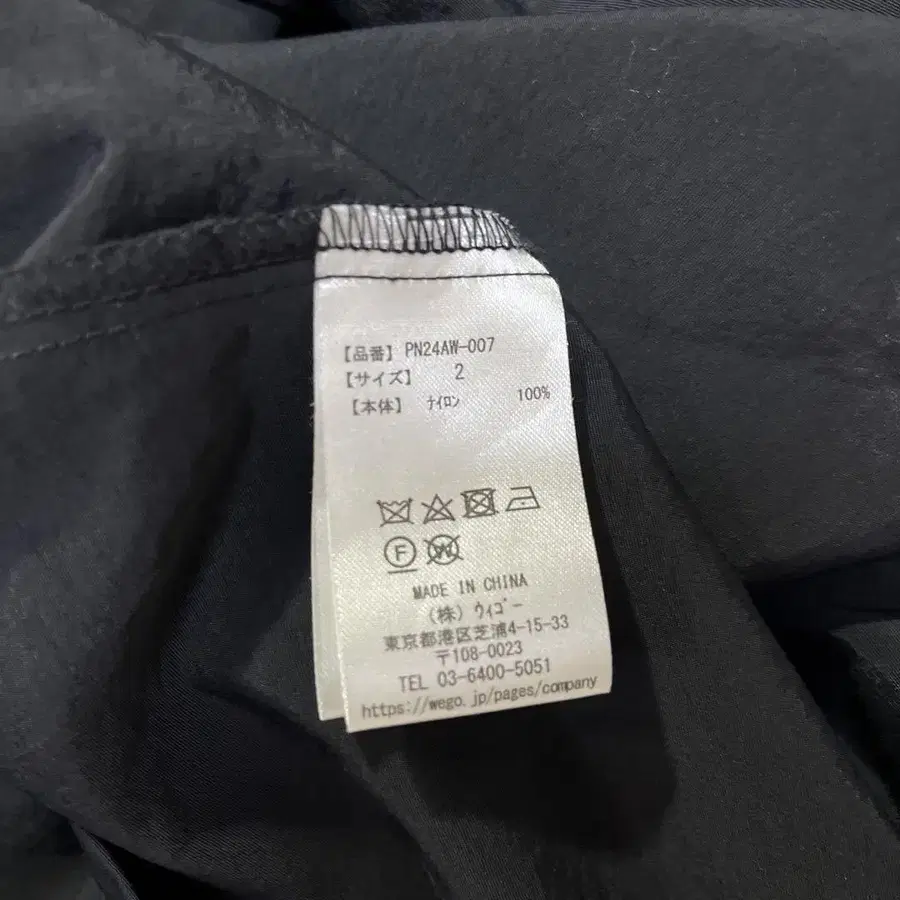 【品番】 PN24AW-007
【サイズ】 2
【本体】 ﾅｲﾛﾝ 100%
F
W
MADE IN CHINA
（株）ｳｨｺﾞｰ
東京都港区芝浦4-15-33
〒108-0023
TEL 03-6400-5051
https://wego.jp/pages/company